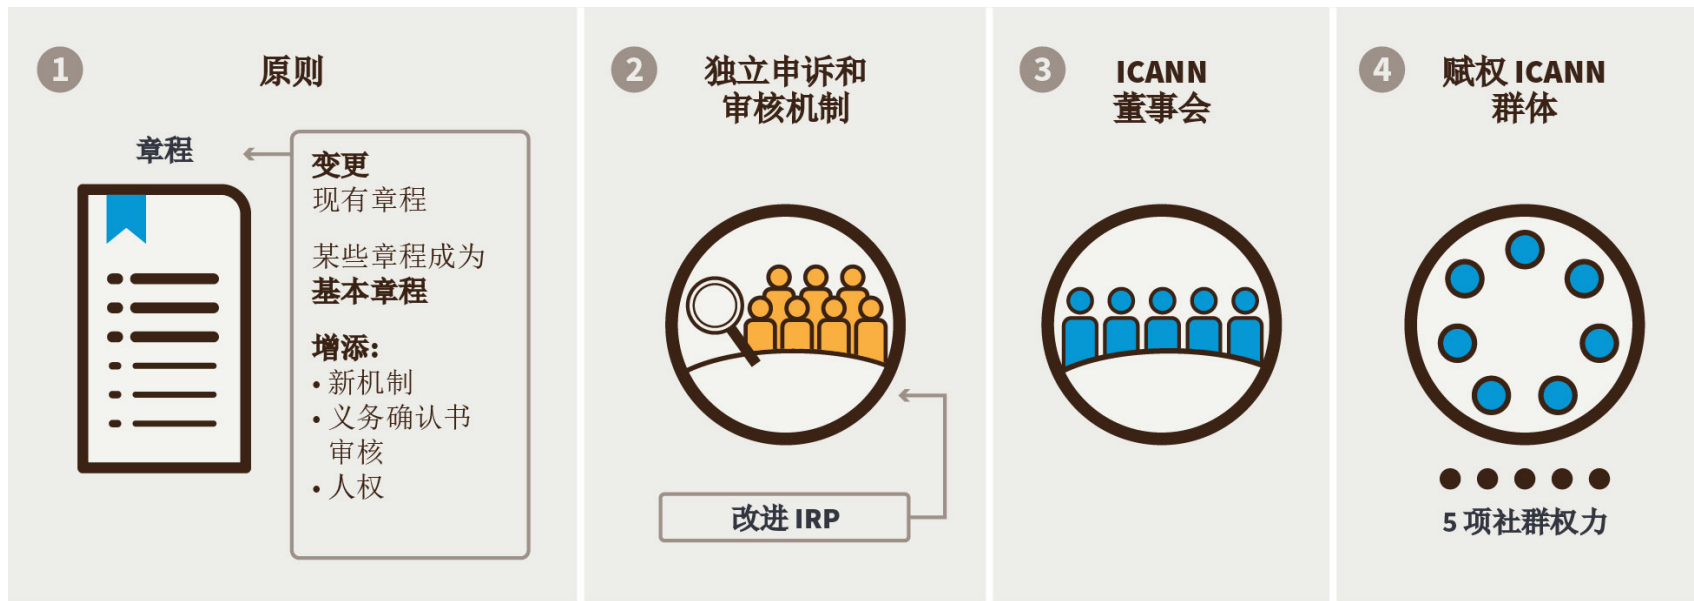 1
原则
章程
变更
现有章程
某些章程成为
基本章程
增添:
• 新机制
• 义务确认书
审核
• 人权
2
独立申诉和
审核机制
改进 IRP
3
ICANN
董事会
4
赋权 ICANN
群体
5 项社群权力